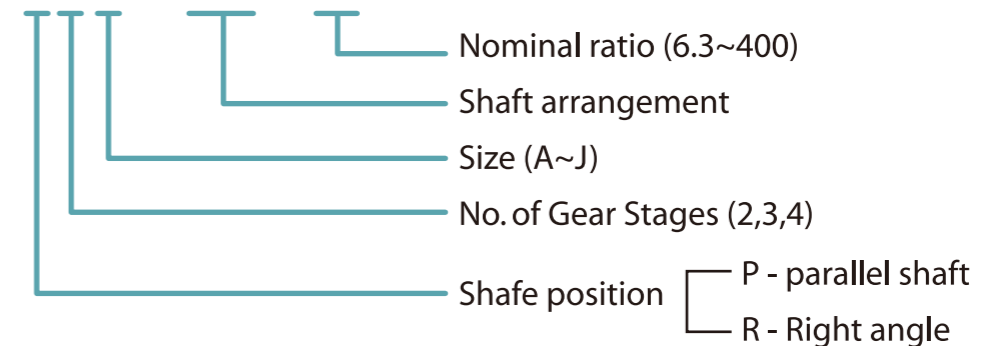 Nominal ratio (6.3~400)
Shaft arrangement
Size (A~J)
No. of Gear Stages (2,3,4)
Shafe position
P - parallel shaft
R - Right angle